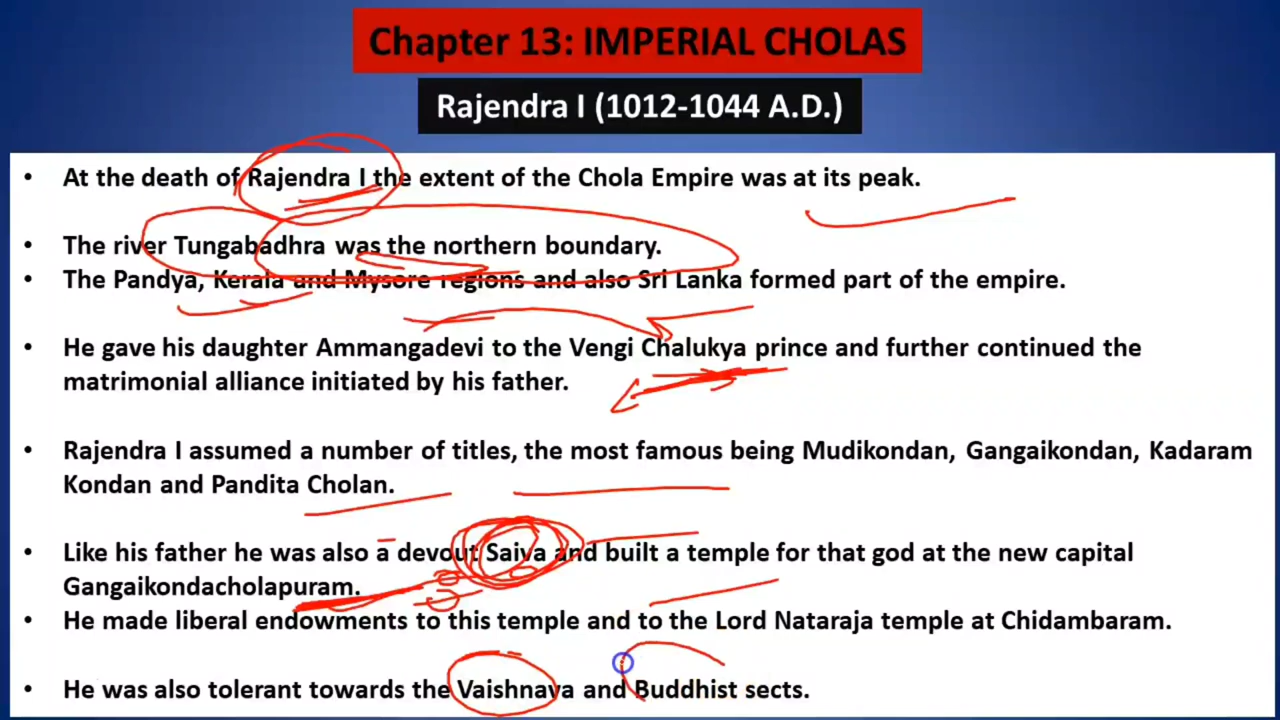 Chapter 13: IMPERIAL CHOLAS
Rajendra I (1012-1044 A.D.)
• At the death of Rajendra I the extent of the Chola Empire was at its peak.
• The river Tungabadhra was the northern boundary.
• The Pandya, Kerala and Mysore regions and also Sri Lanka formed part of the empire.
• He gave his daughter Ammangadevi to the Vengi Chalukya prince and further continued the
matrimonial alliance initiated by his father.
• Rajendra I assumed a number of titles, the most famous being Mudikondan, Gangaikondan, Kadaram
Kondan and Pandita Cholan.
• Like his father he was also a devout Saiva and built a temple for that god at the new capital
Gangaikondacholapuram.
• He made liberal endowments to this temple and to the Lord Nataraja temple at Chidambaram.
• He was also tolerant towards the Vaishnava and Buddhist sects.